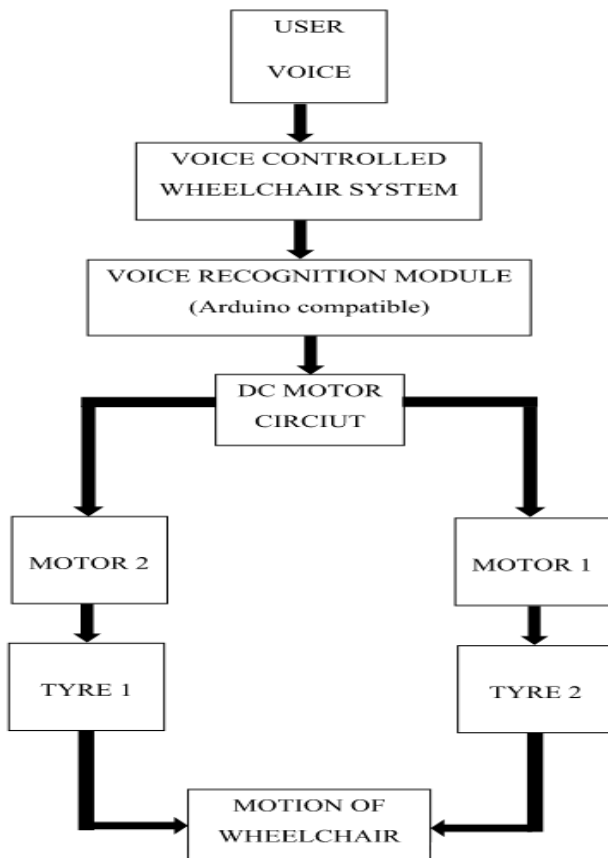 USER
VOICE
VOICE CONTROLLED
WHEELCHAIR SYSTEM
VOICE RECOGNITION MODULE
(Arduino compatible)
DC MOTOR
CIRCIUT
MOTOR 2
MOTOR 1
TYRE 1
TYRE 2
MOTION OF
WHEELCHAIR